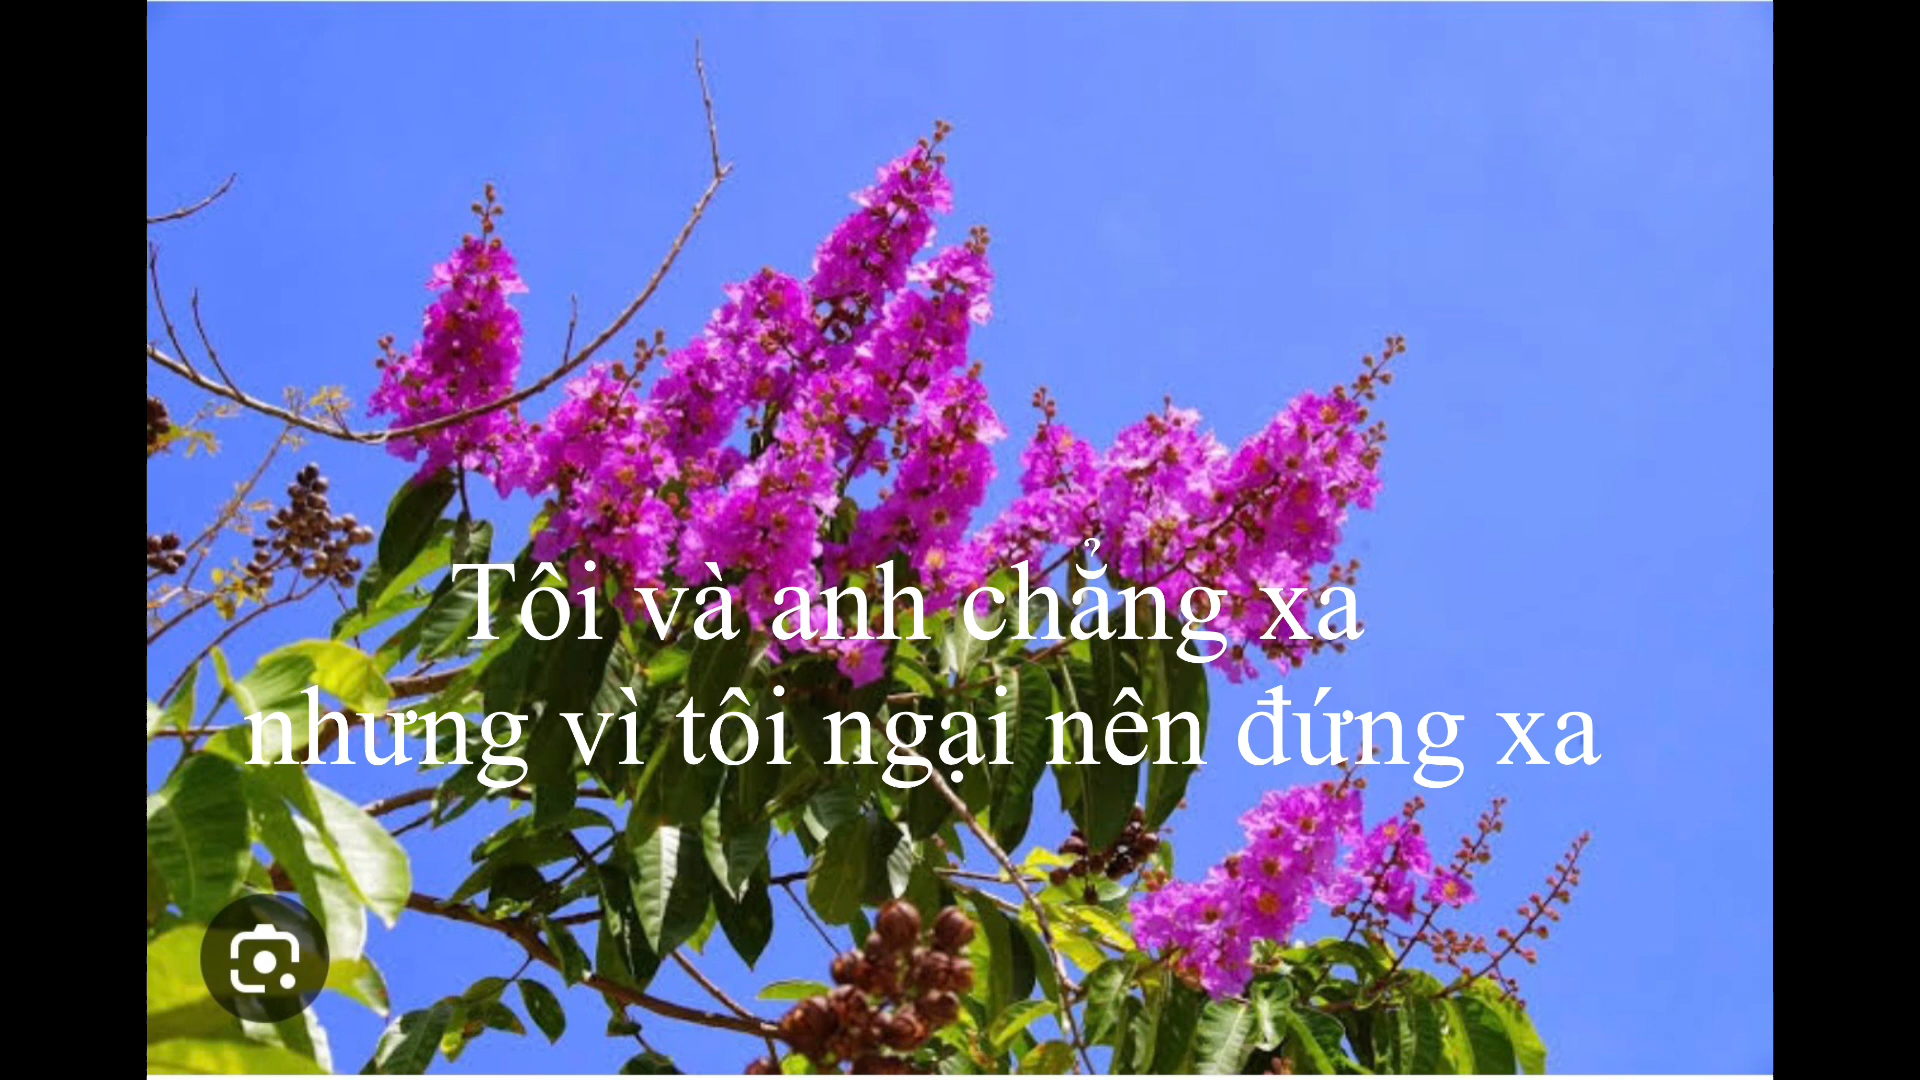 Tôi và anh chẳng xa
nhưng vì tôi ngại nên đứng xa